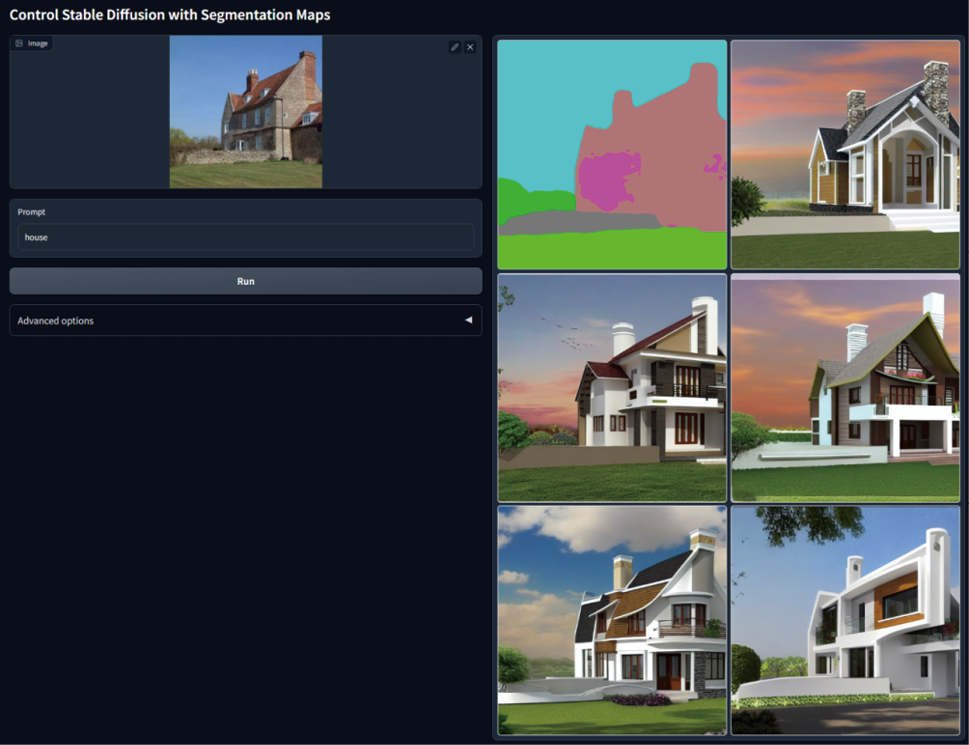 Control Stable Diffusion with Segmentation Maps
Image
Prompt
house
Run
Advanced options